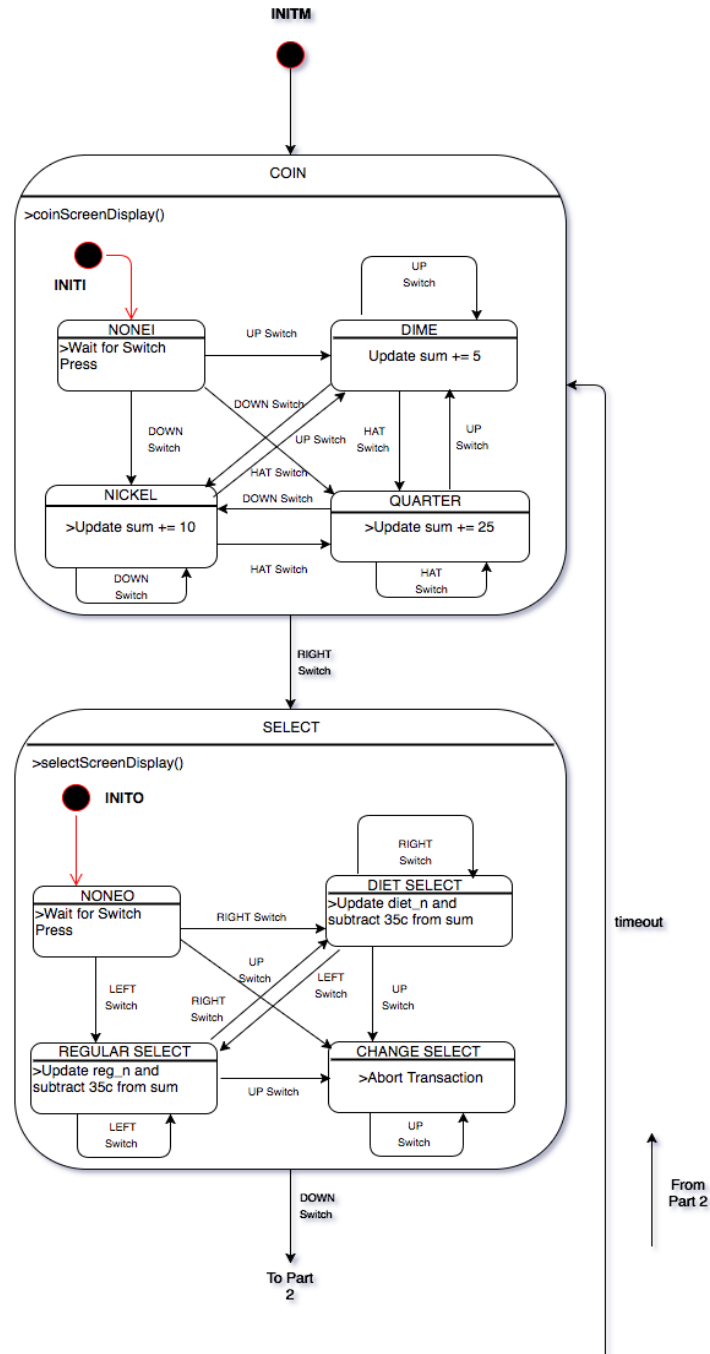 INITM
COIN
>coinScreenDisplay()
INITI
UP
Switch
NONEI
>Wait for Switch
Press
UP Switch
DIME
Update sum += 5
DOWN
Switch
DOWN Switch
UP Switch
HAT
Switch
UP
Switch
HAT Switch
NICKEL
>Update sum += 10
DOWN Switch
QUARTER
>Update sum += 25
HAT Switch
DOWN
Switch
HAT
Switch
RIGHT
Switch
SELECT
>selectScreenDisplay()
INITO
RIGHT
Switch
NONEO
>Wait for Switch
Press
RIGHT Switch
DIET SELECT
>Update diet_n and
subtract 35c from sum
timeout
LEFT
Switch
UP
Switch
RIGHT
Switch
LEFT
Switch
UP
Switch
REGULAR SELECT
>Update reg_n and
subtract 35c from sum
UP Switch
CHANGE SELECT
>Abort Transaction
LEFT
Switch
UP
Switch
From
Part 2
DOWN
Switch
To Part
2